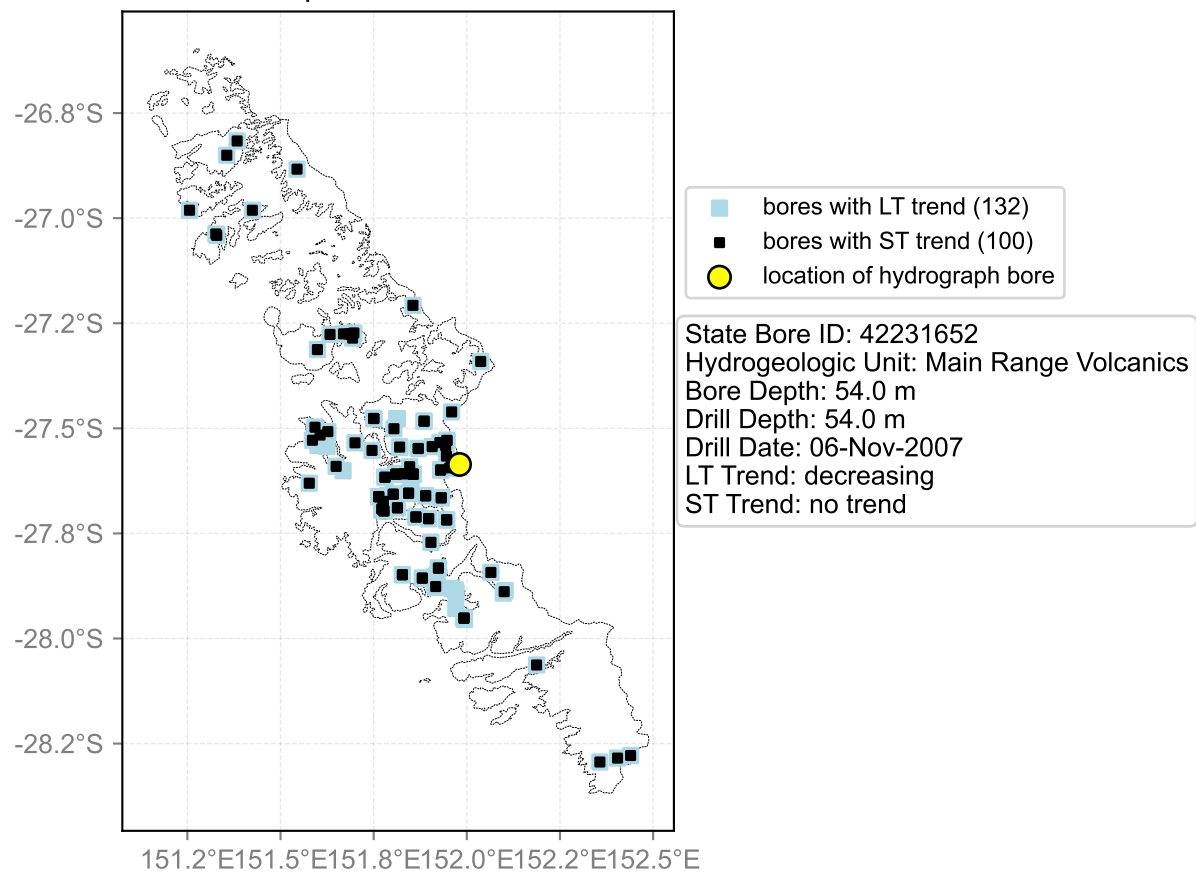 -26.8°S
-27.0°S
-27.2°S
-27.5°S
-27.8°S
-28.0°S
-28.2°S
151.2°E151.5°E151.8°E152.0°E152.2°E152.5°E
bores with LT trend (132)
bores with ST trend (100)
location of hydrograph bore
State Bore ID: 42231652
Hydrogeologic Unit: Main Range Volcanics
Bore Depth: 54.0 m
Drill Depth: 54.0 m
Drill Date: 06-Nov-2007
LT Trend: decreasing
ST Trend: no trend